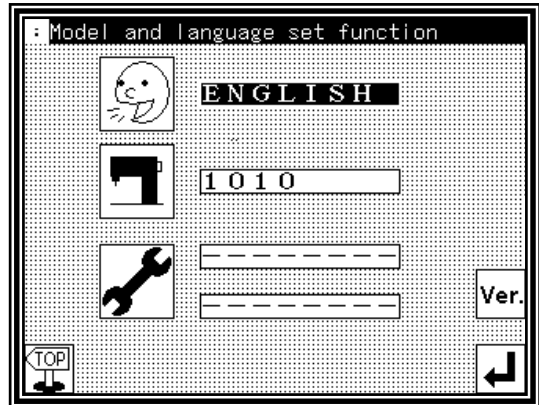 : Model and language set function
ENGLISH
1010
--------
--------
Ver.
TOP